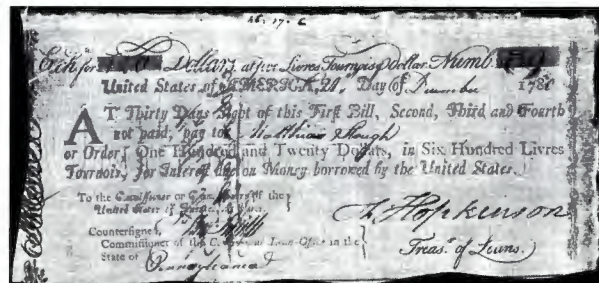 Exch for Dollars, at five Livres Tournois Dollar. Numb.
United States of AMERICA, Day of December 178
AT Thirty Days Sight of this First Bill, Second, Third and Fourth
not paid, pay to Matthias Slough
or Order, One Hundred and Twenty Dollars, in Six Hundred Livres
Tournois, for Interest due on Money borrowed by the United States.
To the Commissioner or Commissioners of the
United States of America, at Paris.
Countersigned,
Commissioner of the Continental Loan-Office in the
State of Pennsylvania
F. Hopkinson
Treasr. of Loans.